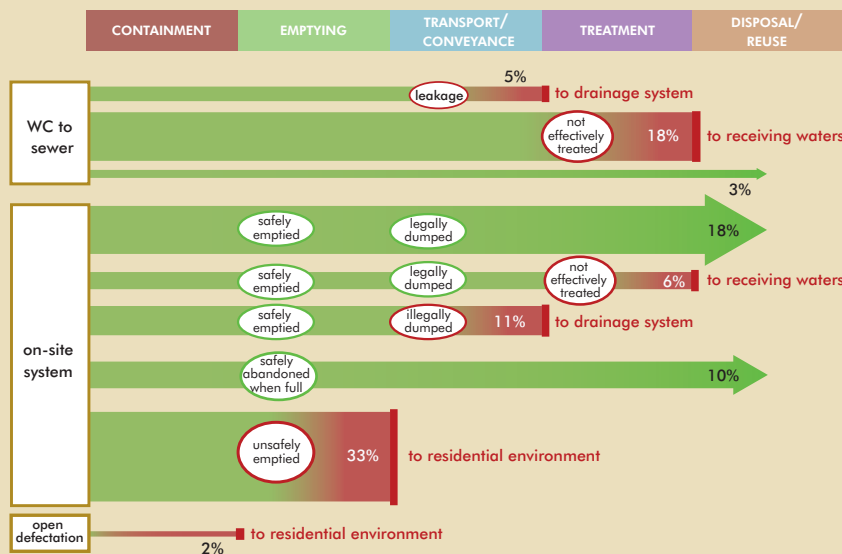 CONTAINMENT
EMPTYING
TRANSPORT/
CONVEYANCE
TREATMENT
DISPOSAL/
REUSE
WC to
sewer
leakage
5%
to drainage system
not
effectively
treated
18%
to receiving waters
3%
on-site
system
safely
emptied
legally
dumped
18%
safely
emptied
legally
dumped
not
effectively
treated
6%
to receiving waters
safely
emptied
illegally
dumped
11%
to drainage system
safely
abandoned
when full
10%
unsafely
emptied
33%
to residential environment
open
defectation
2%
to residential environment